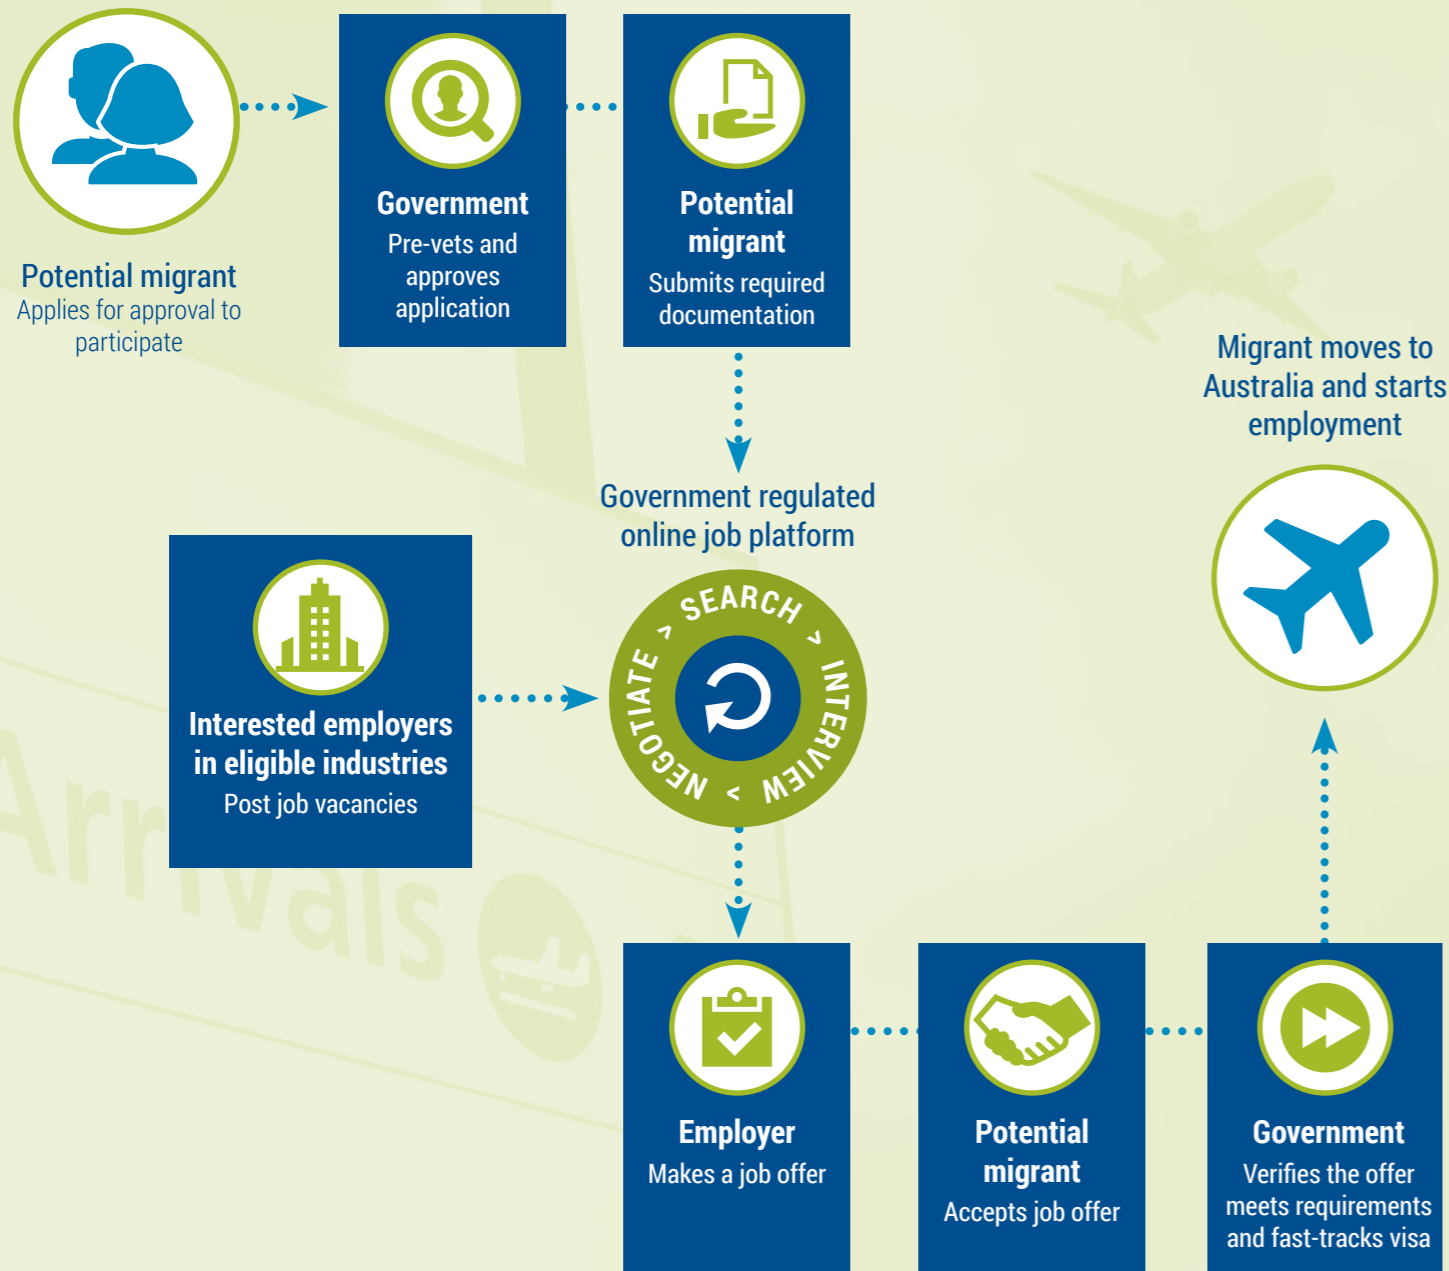 Potential migrant
Applies for approval to
participate
Government
Pre-vets and
approves
application
Potential
migrant
Submits required
documentation
Government regulated
online job platform
SEARCH > INTERVIEW > NEGOTIATE >
Interested employers
in eligible industries
Post job vacancies
Employer
Makes a job offer
Potential
migrant
Accepts job offer
Government
Verifies the offer
meets requirements
and fast-tracks visa
Migrant moves to
Australia and starts
employment
Arrivals